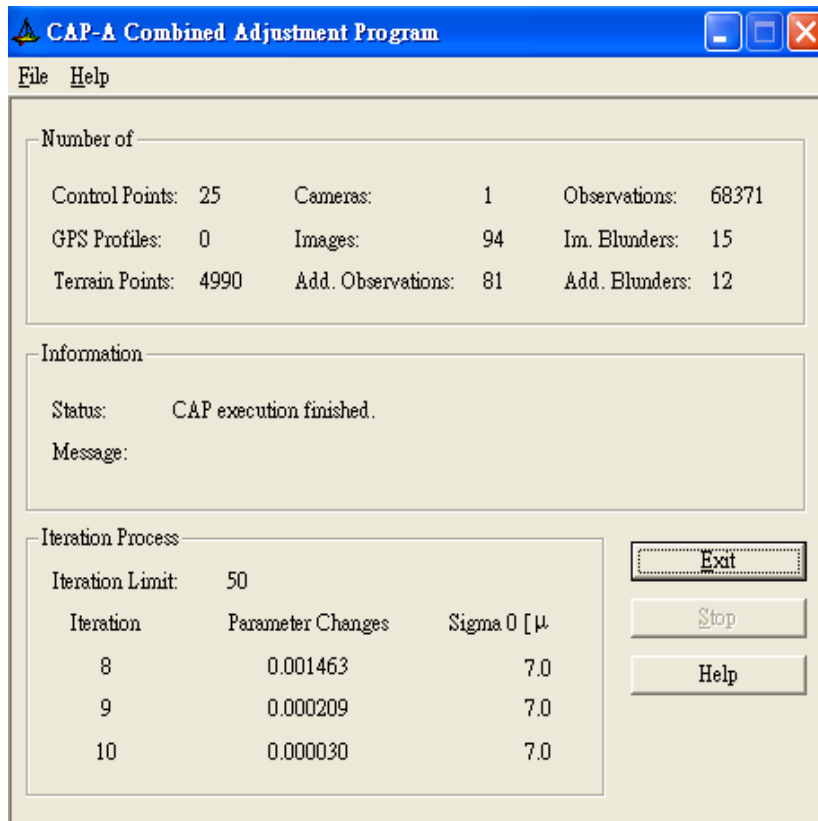 CAP-A Combined Adjustment Program
File Help
Number of
Control Points: 25 Cameras: 1 Observations: 68371
GPS Profiles: 0 Images: 94 Im. Blunders: 15
Terrain Points: 4990 Add. Observations: 81 Add. Blunders: 12
Information
Status: CAP execution finished.
Message:
Iteration Process
Iteration Limit: 50
Iteration Parameter Changes Sigma 0 [ μ
8 0.001463 7.0
9 0.000209 7.0
10 0.000030 7.0
Exit
Stop
Help